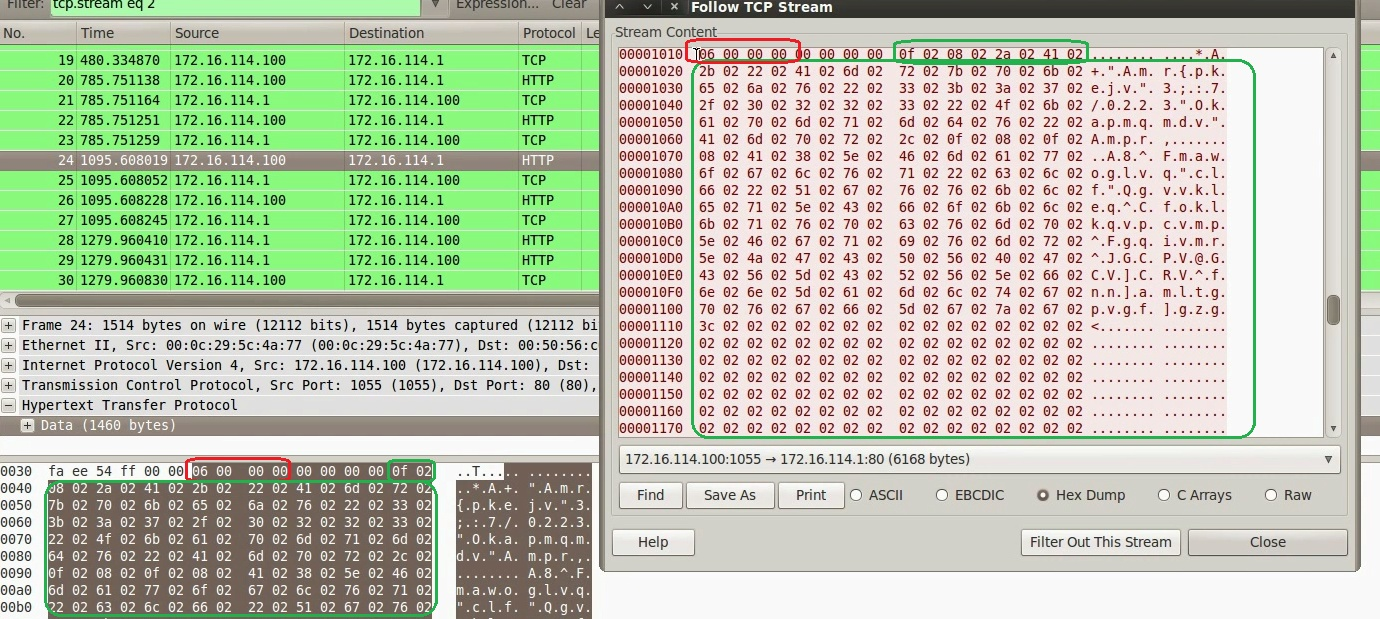 Filter: tcp.stream eq 2 Expression... Clear
No. Time Source Destination Protocol Le
19 480.334870 172.16.114.100 172.16.114.1 TCP
20 785.751138 172.16.114.100 172.16.114.1 HTTP
21 785.751164 172.16.114.1 172.16.114.100 TCP
22 785.751251 172.16.114.1 172.16.114.100 HTTP
23 785.751259 172.16.114.100 172.16.114.1 TCP
24 1095.608019 172.16.114.100 172.16.114.1 HTTP
25 1095.608052 172.16.114.1 172.16.114.100 TCP
26 1095.608228 172.16.114.1 172.16.114.100 HTTP
27 1095.608245 172.16.114.100 172.16.114.1 TCP
28 1279.960410 172.16.114.100 172.16.114.1 HTTP
29 1279.960431 172.16.114.1 172.16.114.100 TCP
30 1279.960830 172.16.114.1 172.16.114.100 TCP
Frame 24: 1514 bytes on wire (12112 bits), 1514 bytes captured (12112 bi
Ethernet II, Src: 00:0c:29:5c:4a:77 (00:0c:29:5c:4a:77), Dst: 00:50:56:c
Internet Protocol Version 4, Src: 172.16.114.100 (172.16.114.100), Dst:
Transmission Control Protocol, Src Port: 1055 (1055), Dst Port: 80 (80),
Hypertext Transfer Protocol
Data (1460 bytes)
0030 fa ee 54 ff 00 00 06 00 00 00 00 00 00 00 0f 02 ..T..... ........
0040 08 02 2a 02 41 02 2b 02 22 02 41 02 6d 02 72 02 ..*.A.+. ".A.m.r.
0050 7b 02 70 02 6b 02 65 02 6a 02 76 02 22 02 33 02 {.p.k.e. j.v.".3.
0060 3b 02 3a 02 37 02 2f 02 30 02 32 02 32 02 33 02 ;.:.7./. 0.2.2.3.
0070 22 02 4f 02 6b 02 61 02 70 02 6d 02 71 02 6d 02 ".O.k.a. p.m.q.m.
0080 64 02 76 02 22 02 41 02 6d 02 70 02 72 02 2c 02 d.v.".A. m.p.r.,.
0090 0f 02 08 02 0f 02 08 02 41 02 38 02 5e 02 46 02 ........ A.8.^.F.
00a0 6d 02 61 02 77 02 6f 02 67 02 6c 02 76 02 71 02 m.a.w.o. g.l.v.q.
00b0 22 02 63 02 6c 02 66 02 22 02 51 02 67 02 76 02 ".c.l.f. ".Q.g.v.
Follow TCP Stream
Stream Content
00001010 06 00 00 00 00 00 00 00 0f 02 08 02 2a 02 41 02 ........ ....*.A.
00001020 2b 02 22 02 41 02 6d 02 72 02 7b 02 70 02 6b 02 +.".A.m. r.{.p.k.
00001030 65 02 6a 02 76 02 22 02 33 02 3b 02 3a 02 37 02 e.j.v.". 3.;.:.7.
00001040 2f 02 30 02 32 02 32 02 33 02 22 02 4f 02 6b 02 /.0.2.2. 3.".O.k.
00001050 61 02 70 02 6d 02 71 02 6d 02 64 02 76 02 22 02 a.p.m.q. m.d.v.".
00001060 41 02 6d 02 70 02 72 02 2c 02 0f 02 08 02 0f 02 A.m.p.r. ,.......
00001070 08 02 41 02 38 02 5e 02 46 02 6d 02 61 02 77 02 ..A.8.^. F.m.a.w.
00001080 6f 02 67 02 6c 02 76 02 71 02 22 02 63 02 6c 02 o.g.l.v. q.".c.l.
00001090 66 02 22 02 51 02 67 02 76 02 76 02 6b 02 6c 02 f.".Q.g. v.v.k.l.
000010A0 65 02 71 02 5e 02 43 02 66 02 6f 02 6b 02 6c 02 e.q.^.C. f.o.k.l.
000010B0 6b 02 71 02 76 02 70 02 63 02 76 02 6d 02 70 02 k.q.v.p. c.v.m.p.
000010C0 5e 02 46 02 67 02 71 02 69 02 76 02 6d 02 72 02 ^.F.g.q. i.v.m.r.
000010D0 5e 02 4a 02 47 02 43 02 50 02 56 02 40 02 47 02 ^.J.G.C. P.V.@.G.
000010E0 43 02 56 02 5d 02 43 02 52 02 56 02 5e 02 66 02 C.V.].C. R.V.^.f.
000010F0 6e 02 6e 02 5d 02 61 02 6d 02 6c 02 74 02 67 02 n.n.].a. m.l.t.g.
00001100 70 02 76 02 67 02 66 02 5d 02 67 02 7a 02 67 02 p.v.g.f. ].g.z.g.
00001110 3c 02 02 02 02 02 02 02 02 02 02 02 02 02 02 02 <....... ........
00001120 02 02 02 02 02 02 02 02 02 02 02 02 02 02 02 02 ........ ........
00001130 02 02 02 02 02 02 02 02 02 02 02 02 02 02 02 02 ........ ........
00001140 02 02 02 02 02 02 02 02 02 02 02 02 02 02 02 02 ........ ........
00001150 02 02 02 02 02 02 02 02 02 02 02 02 02 02 02 02 ........ ........
00001160 02 02 02 02 02 02 02 02 02 02 02 02 02 02 02 02 ........ ........
00001170 02 02 02 02 02 02 02 02 02 02 02 02 02 02 02 02 ........ ........
172.16.114.100:1055 → 172.16.114.1:80 (6168 bytes)
Find Save As Print ASCII EBCDIC Hex Dump C Arrays Raw
Help Filter Out This Stream Close